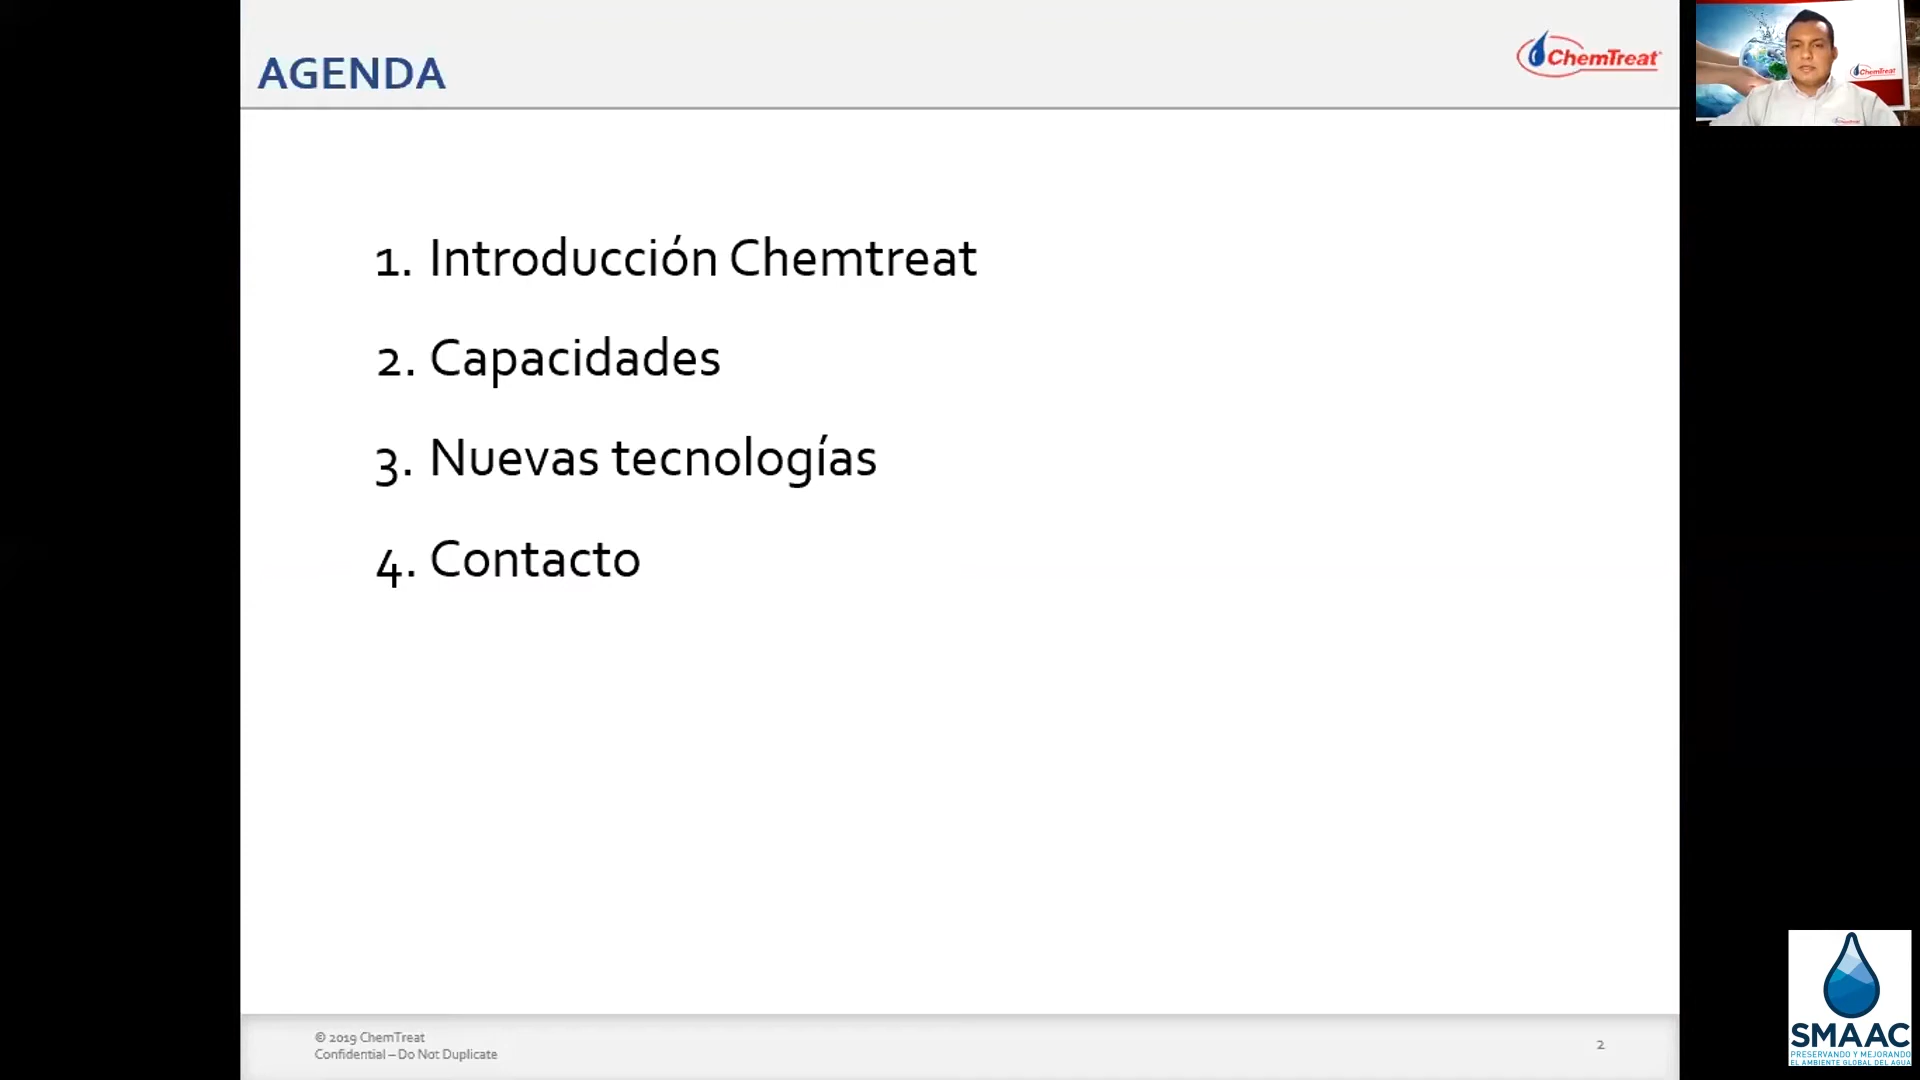 AGENDA
ChemTreat
ChemTreat
1. Introducción Chemtreat
2. Capacidades
3. Nuevas tecnologías
4. Contacto
© 2019 ChemTreat
Confidential – Do Not Duplicate
2
SMAAC
PRESERVANDO Y MEJORANDO
EL AMBIENTE GLOBAL DEL AGUA